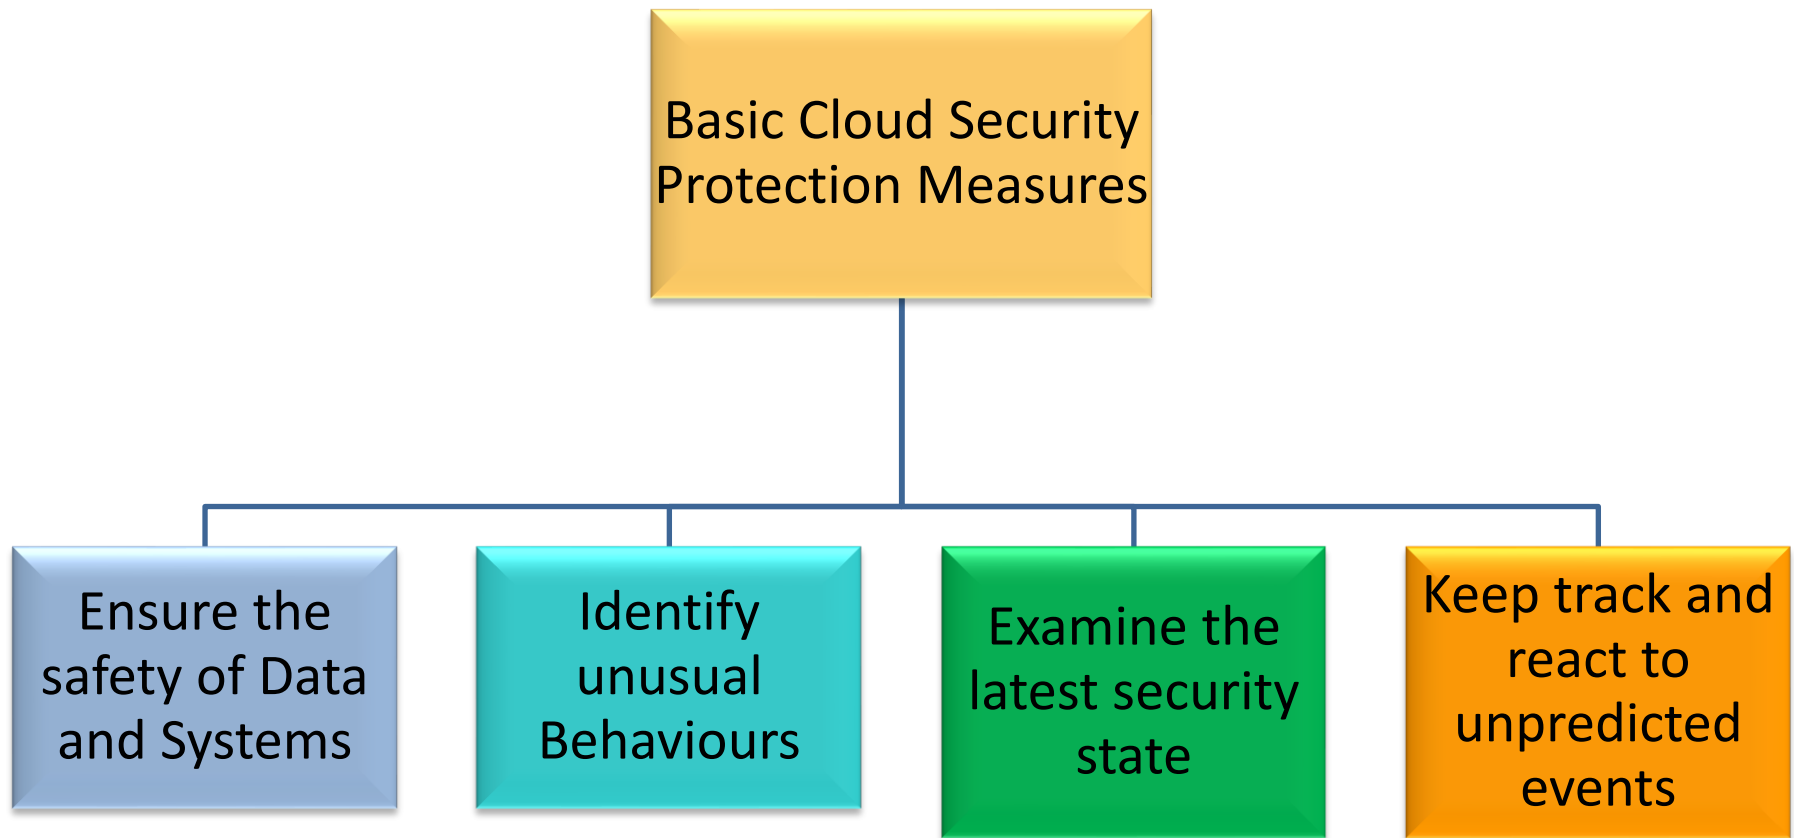 Basic Cloud Security
Protection Measures
Ensure the
safety of Data
and Systems
Identify
unusual
Behaviours
Examine the
latest security
state
Keep track and
react to
unpredicted
events